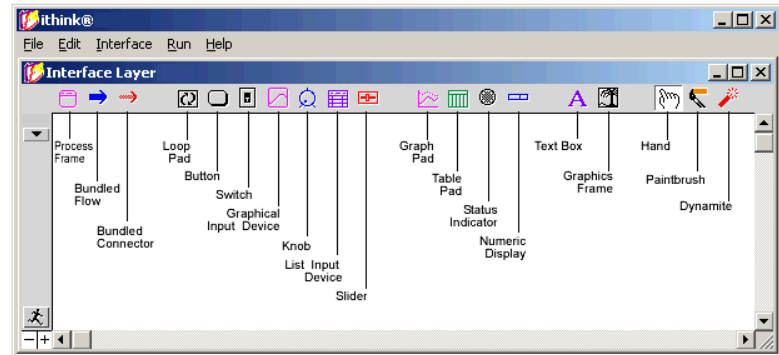 ithink®
File Edit Interface Run Help
Interface Layer
A
Process
Frame
Bundled
Flow
Bundled
Connector
Loop
Pad
Button
Switch
Graphical
Input Device
Knob
List Input
Device
Slider
Graph
Pad
Table
Pad
Status
Indicator
Numeric
Display
Text Box
Graphics
Frame
Hand
Paintbrush
Dynamite